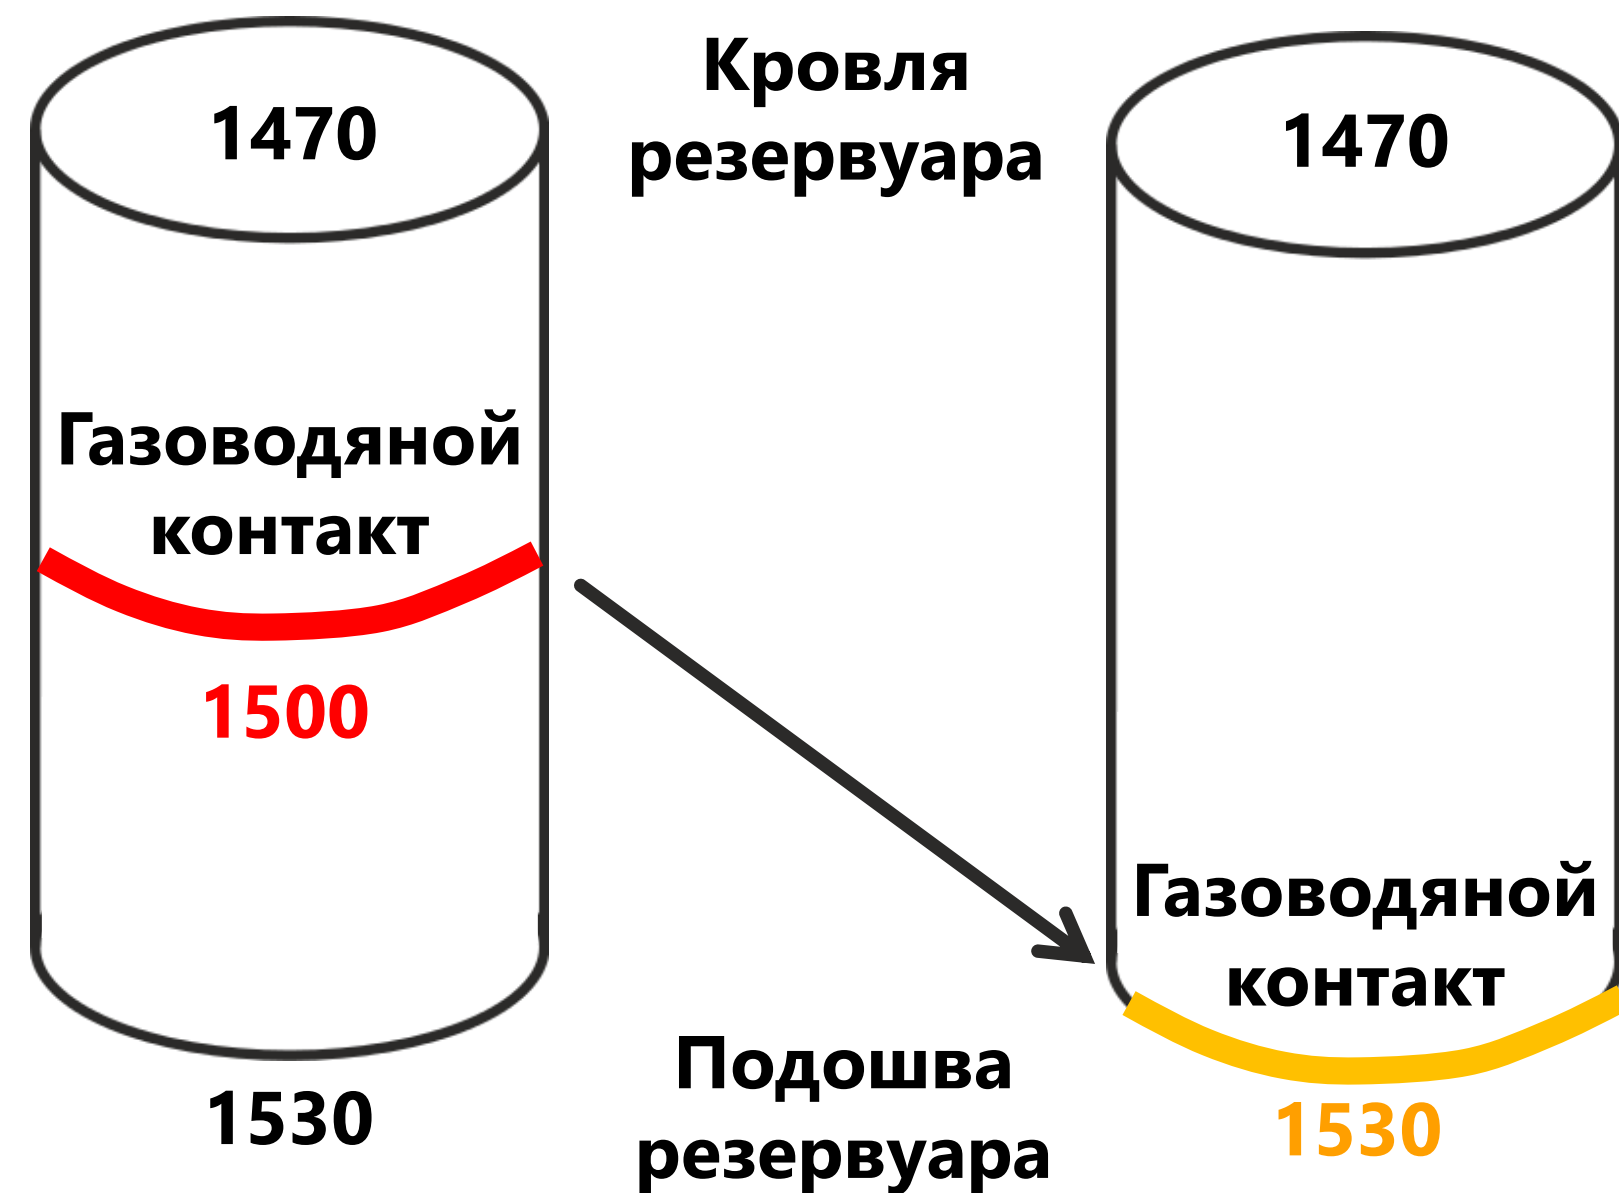 1470
Кровля
резервуара
1470
Газоводяной
контакт
1500
Газоводяной
контакт
1530
Подошва
резервуара
1530